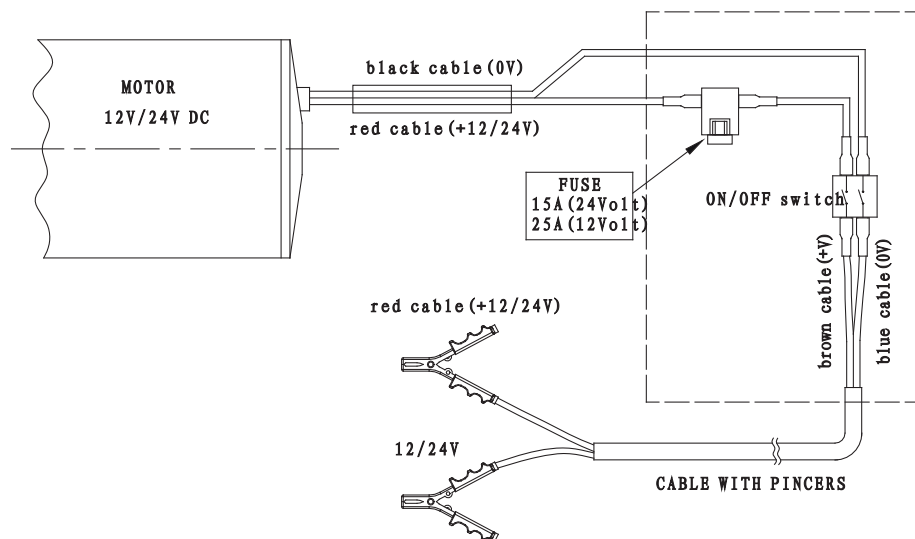 black cable (0V)
MOTOR
12V/24V DC
red cable (+12/24V)
FUSE
15A (24Volt)
25A (12Volt)
ON/OFF switch
brown cable (+V)
blue cable (0V)
red cable (+12/24V)
12/24V
CABLE WITH PINCERS